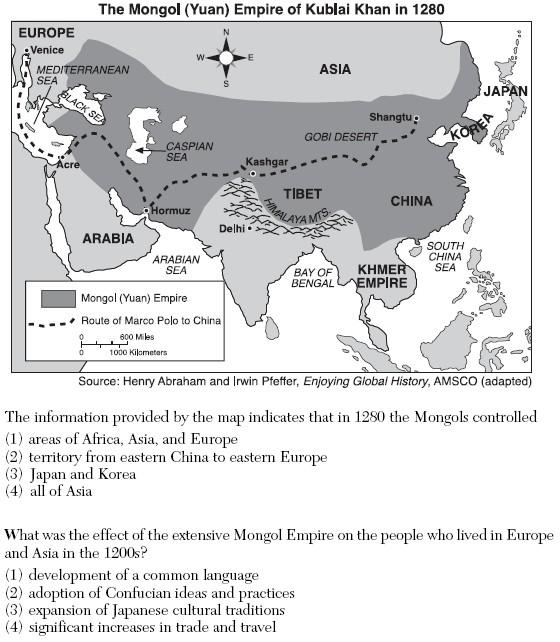 The Mongol (Yuan) Empire of Kublai Khan in 1280
EUROPE
Venice
MEDITERRANEAN
SEA
BLACK SEA
N
W
E
S
ASIA
JAPAN
KOREA
Shangtu
GOBI DESERT
CASPIAN
SEA
Acre
Kashgar
TIBET
CHINA
HIMALAYA MTS.
Hormuz
Delhi
ARABIA
ARABIAN
SEA
BAY OF
BENGAL
KHMER
EMPIRE
SOUTH
CHINA
SEA
Mongol (Yuan) Empire
Route of Marco Polo to China
0 600 Miles
0 1000 Kilometers
Source: Henry Abraham and Irwin Pfeffer, Enjoying Global History, AMSCO (adapted)
The information provided by the map indicates that in 1280 the Mongols controlled
(1) areas of Africa, Asia, and Europe
(2) territory from eastern China to eastern Europe
(3) Japan and Korea
(4) all of Asia
What was the effect of the extensive Mongol Empire on the people who lived in Europe
and Asia in the 1200s?
(1) development of a common language
(2) adoption of Confucian ideas and practices
(3) expansion of Japanese cultural traditions
(4) significant increases in trade and travel